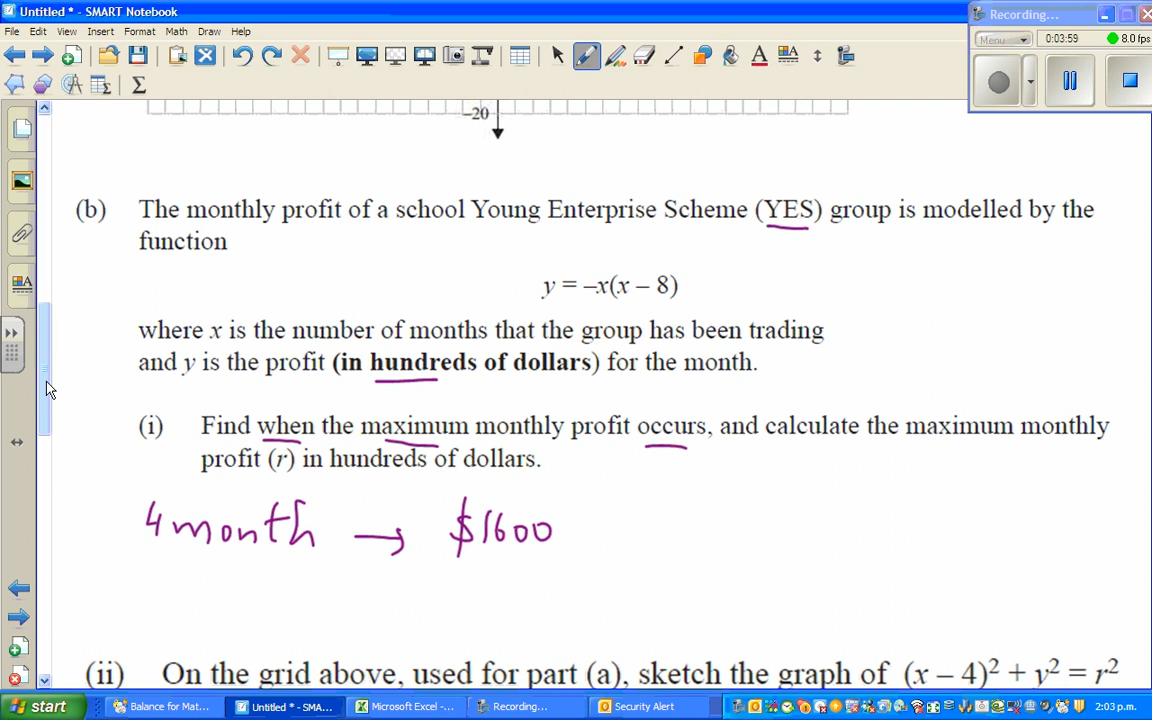 Untitled * - SMART Notebook
Recording...
File Edit View Insert Format Math Draw Help
Menu 0:03:59 8.0 fps
-20
(b) The monthly profit of a school Young Enterprise Scheme (YES) group is modelled by the
function
y = –x(x – 8)
where x is the number of months that the group has been trading
and y is the profit (in hundreds of dollars) for the month.
(i) Find when the maximum monthly profit occurs, and calculate the maximum monthly
profit (r) in hundreds of dollars.
4 month → $1600
(ii) On the grid above, used for part (a), sketch the graph of (x – 4)² + y² = r²
start Balance for Mat... Untitled * - SMA... Microsoft Excel -... Recording... Security Alert 2:03 p.m.